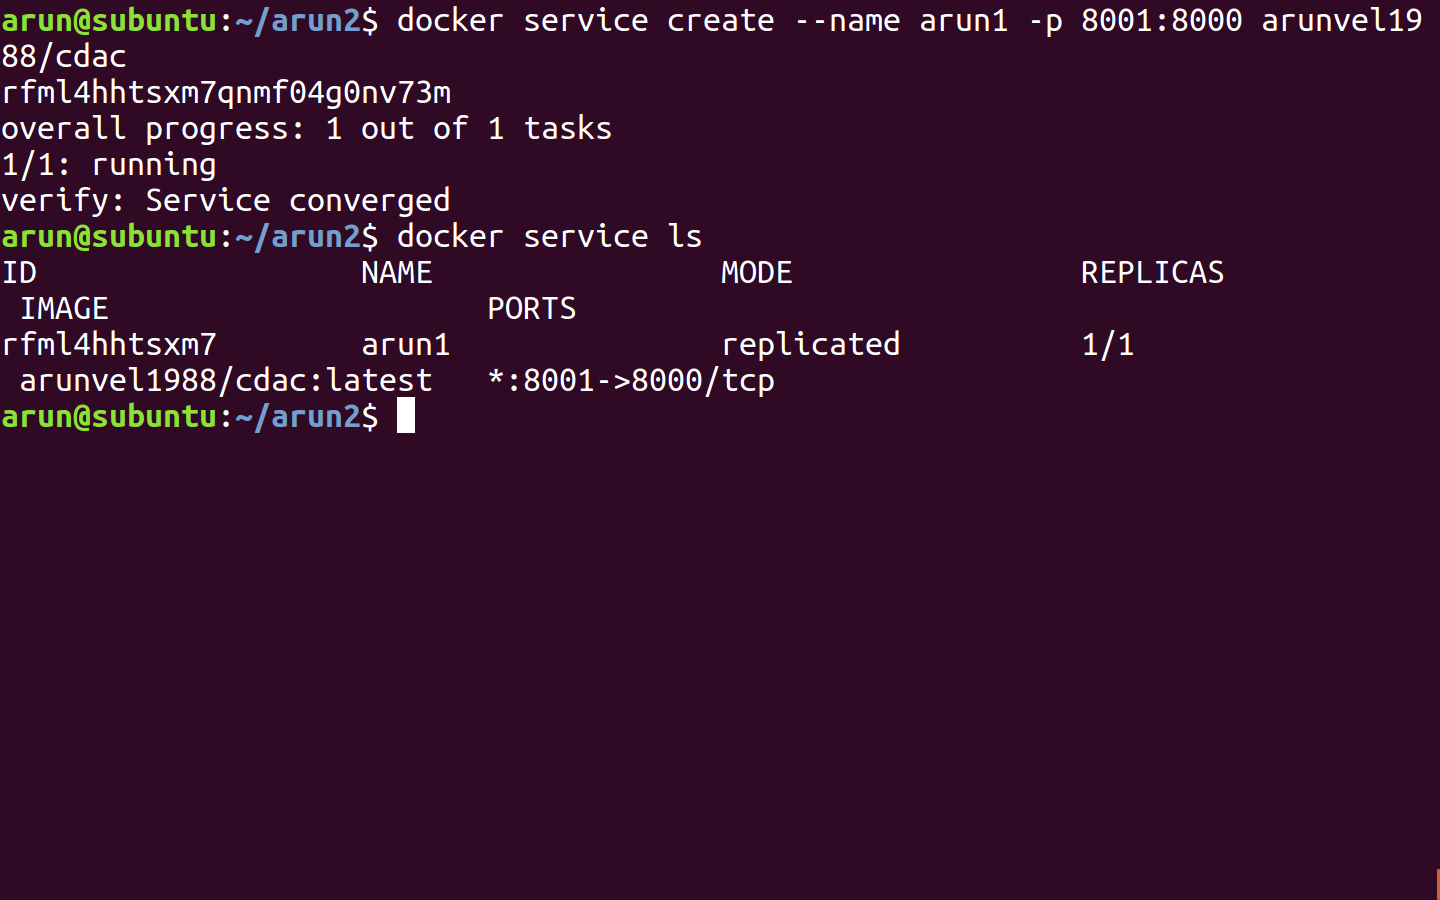 arun@subuntu:~/arun2$ docker service create --name arun1 -p 8001:8000 arunvel19
88/cdac
rfml4hhtsxm7qnmf04g0nv73m
overall progress: 1 out of 1 tasks
1/1: running
verify: Service converged
arun@subuntu:~/arun2$ docker service ls
ID                  NAME                MODE                REPLICAS
 IMAGE                     PORTS
rfml4hhtsxm7        arun1               replicated          1/1
 arunvel1988/cdac:latest   *:8001->8000/tcp
arun@subuntu:~/arun2$